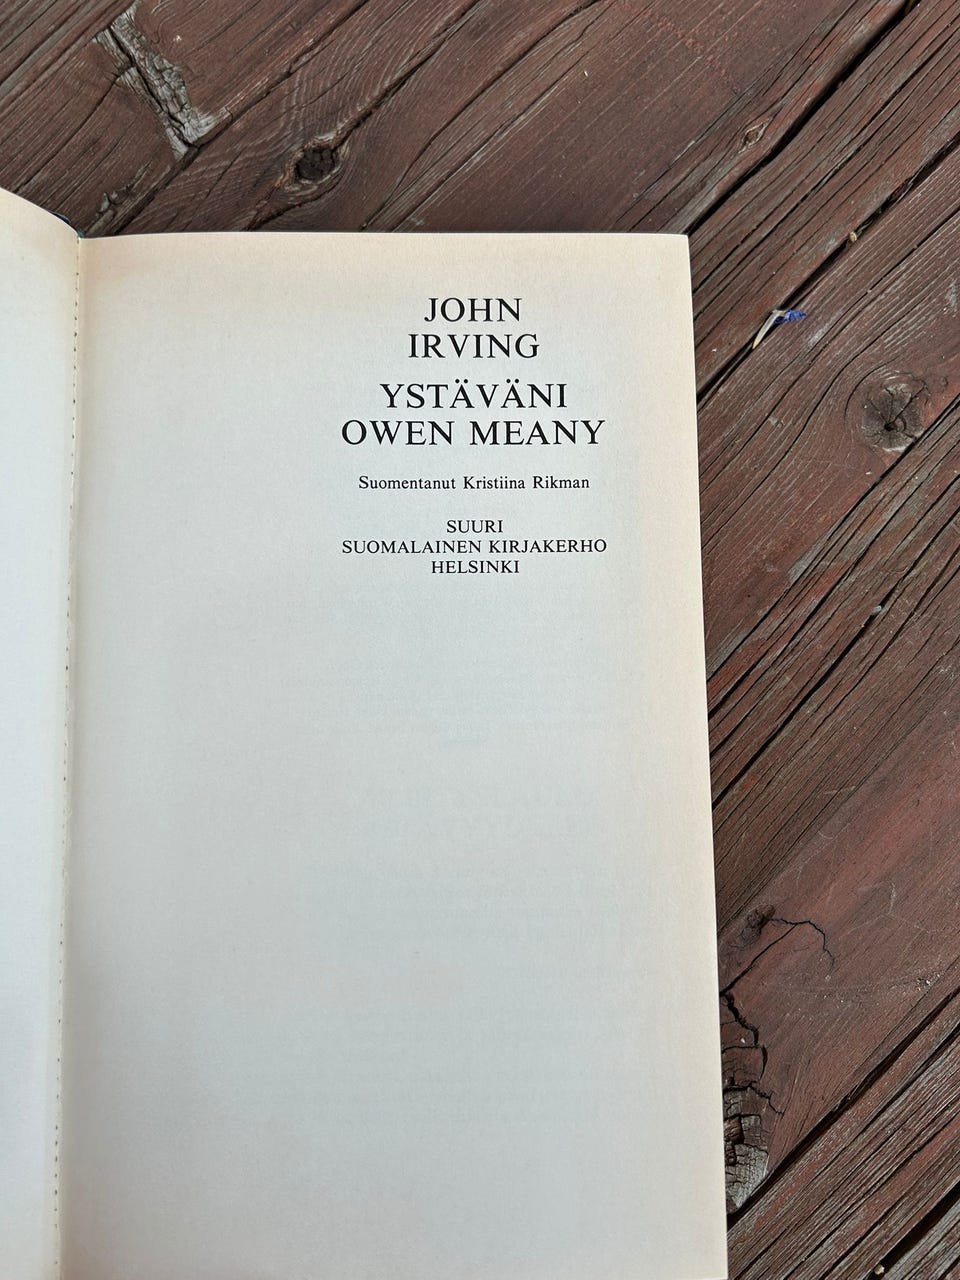 JOHN
IRVING
YSTÄVÄNI
OWEN MEANY
Suomentanut Kristiina Rikman
SUURI
SUOMALAINEN KIRJAKERHO
HELSINKI